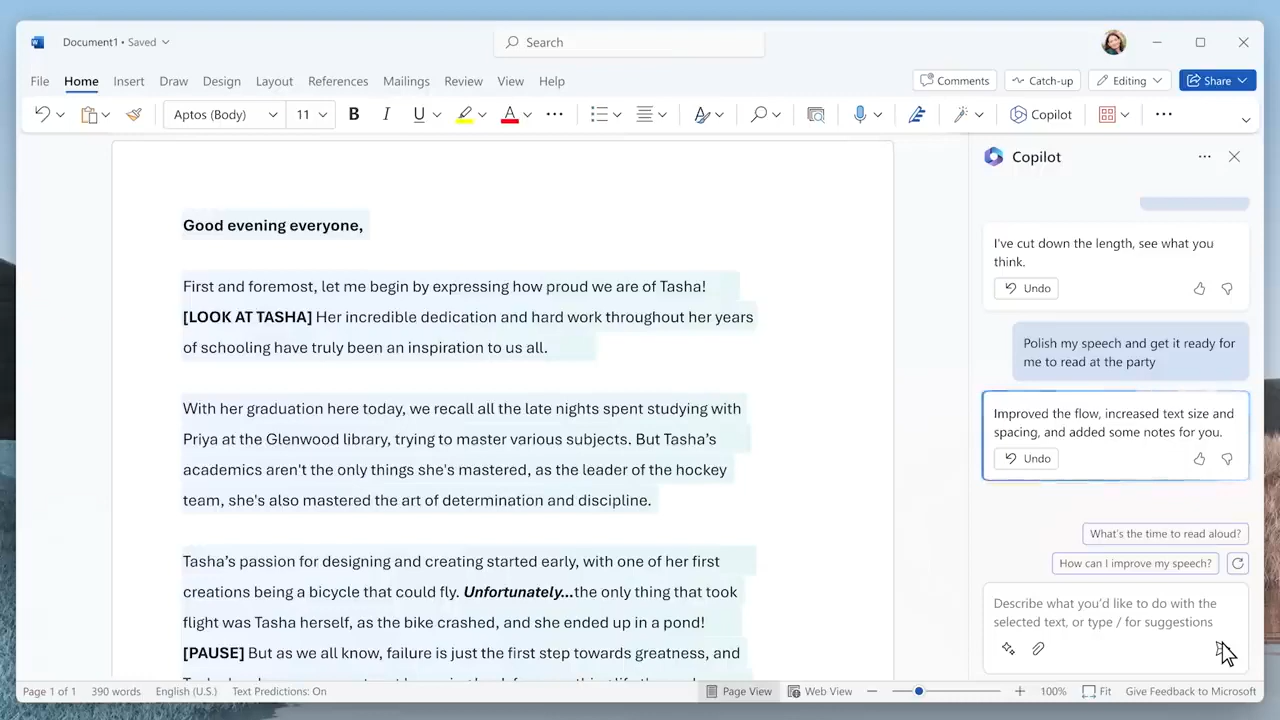 Document1 • Saved
Search
File Home Insert Draw Design Layout References Mailings Review View Help
Comments Catch-up Editing Share
Aptos (Body) 11 B I U A Copilot
Copilot
Good evening everyone,
First and foremost, let me begin by expressing how proud we are of Tasha!
[LOOK AT TASHA] Her incredible dedication and hard work throughout her years
of schooling have truly been an inspiration to us all.
With her graduation here today, we recall all the late nights spent studying with
Priya at the Glenwood library, trying to master various subjects. But Tasha’s
academics aren't the only things she's mastered, as the leader of the hockey
team, she's also mastered the art of determination and discipline.
Tasha’s passion for designing and creating started early, with one of her first
creations being a bicycle that could fly. Unfortunately...the only thing that took
flight was Tasha herself, as the bike crashed, and she ended up in a pond!
[PAUSE] But as we all know, failure is just the first step towards greatness, and
I've cut down the length, see what you
think.
Undo
Polish my speech and get it ready for
me to read at the party
Improved the flow, increased text size and
spacing, and added some notes for you.
Undo
What's the time to read aloud?
How can I improve my speech?
Describe what you'd like to do with the
selected text, or type / for suggestions
Page 1 of 1 390 words English (U.S.) Text Predictions: On Page View Web View 100% Fit Give Feedback to Microsoft